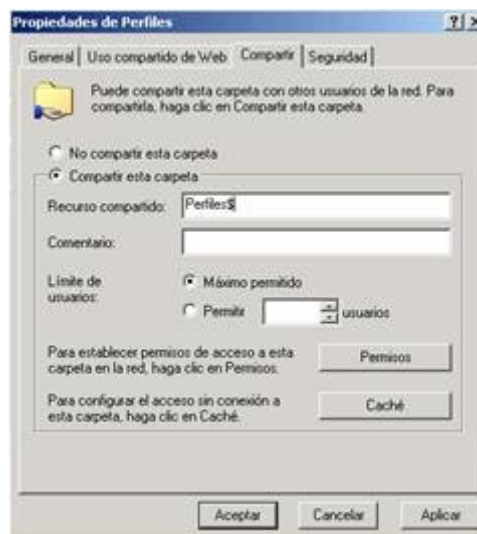 Propiedades de Perfiles
General Uso compartido de Web Compartir Seguridad
Puede compartir esta carpeta con otros usuarios de la red. Para
compartirla, haga clic en Compartir esta carpeta.
No compartir esta carpeta
Compartir esta carpeta
Recurso compartido: Perfiles$
Comentario:
Límite de
usuarios:
Máximo permitido
Permitir usuarios
Para establecer permisos de acceso a esta
carpeta en la red, haga clic en Permisos.
Permisos
Para configurar el acceso sin conexión a
esta carpeta, haga clic en Caché.
Caché
Aceptar Cancelar Aplicar